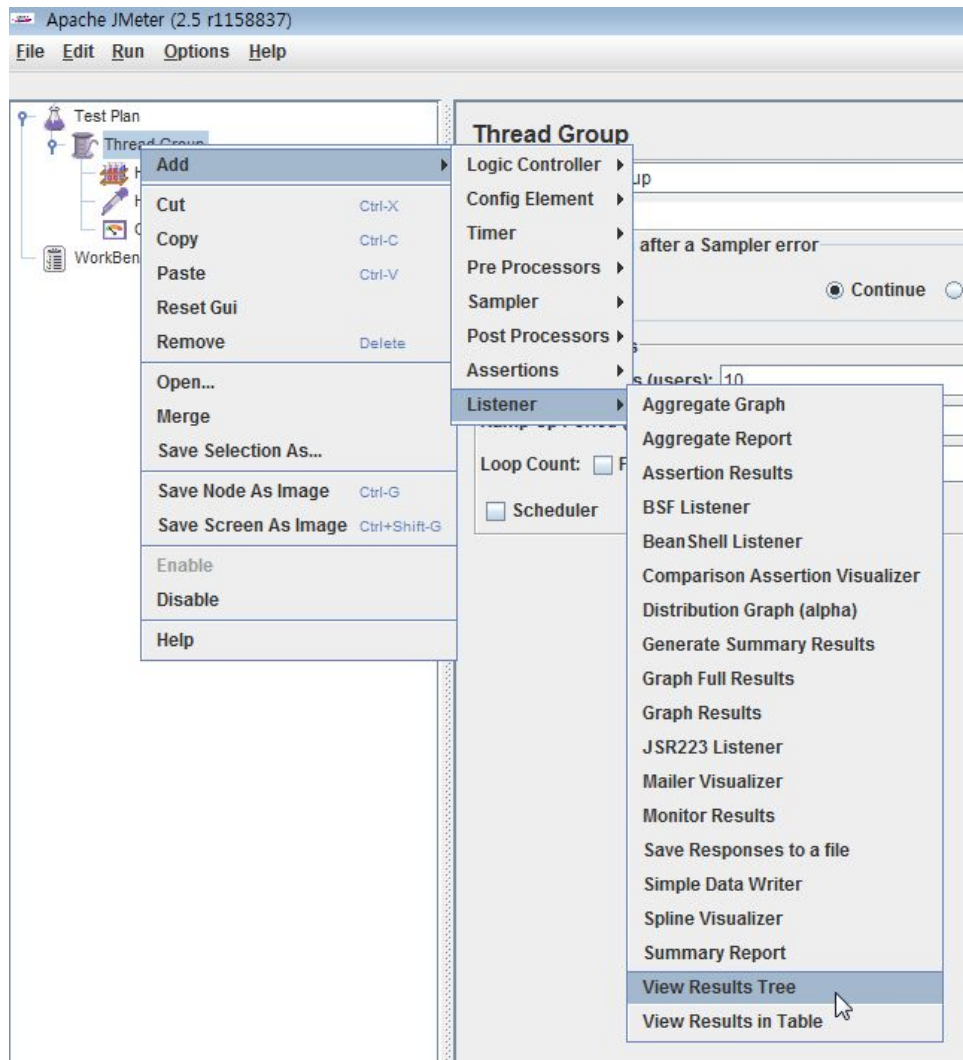 Apache JMeter (2.5 r1158837)
File Edit Run Options Help
Test Plan
Thread Group
WorkBen
Add
Cut Ctrl-X
Copy Ctrl-C
Paste Ctrl-V
Reset Gui
Remove Delete
Open...
Merge
Save Selection As...
Save Node As Image Ctrl-G
Save Screen As Image Ctrl+Shift-G
Enable
Disable
Help
Thread Group
up
after a Sampler error
Continue
s (users): 10
Loop Count: F
Scheduler
Logic Controller
Config Element
Timer
Pre Processors
Sampler
Post Processors
Assertions
Listener
Aggregate Graph
Aggregate Report
Assertion Results
BSF Listener
BeanShell Listener
Comparison Assertion Visualizer
Distribution Graph (alpha)
Generate Summary Results
Graph Full Results
Graph Results
JSR223 Listener
Mailer Visualizer
Monitor Results
Save Responses to a file
Simple Data Writer
Spline Visualizer
Summary Report
View Results Tree
View Results in Table